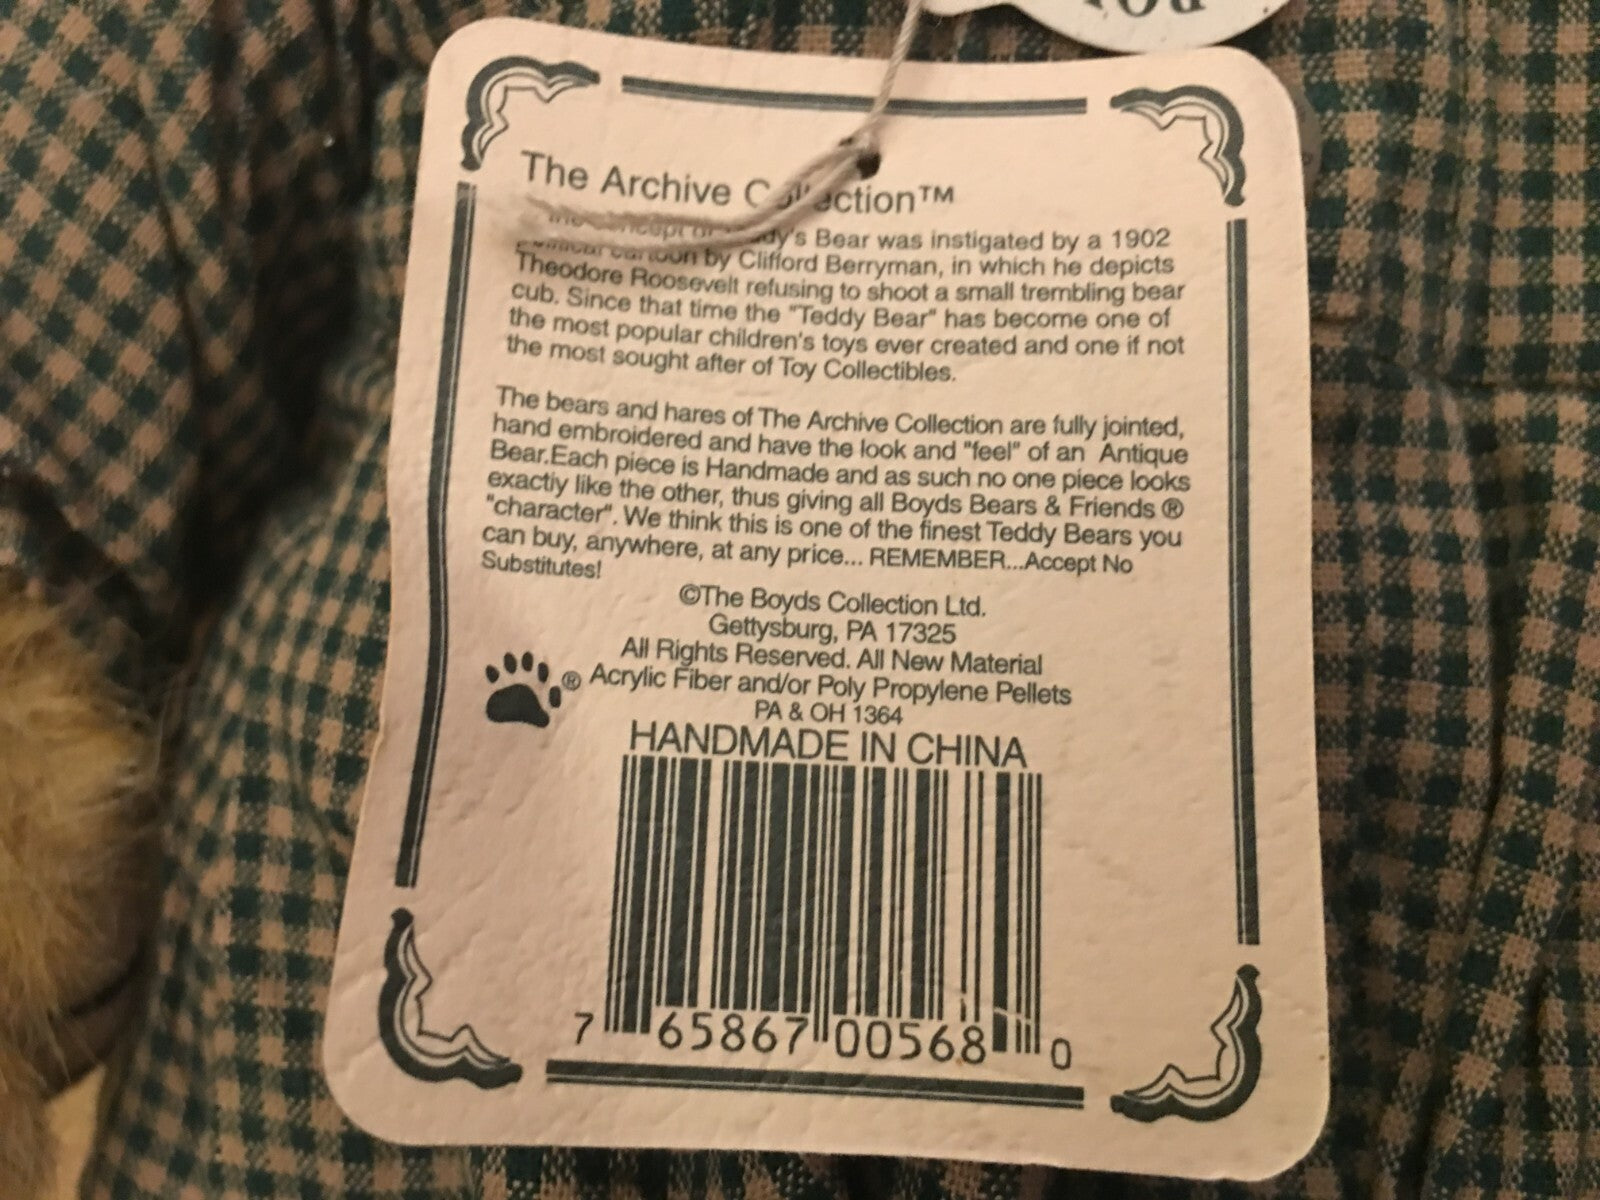 The Archive Collection™
the concept of Teddy's Bear was instigated by a 1902
political cartoon by Clifford Berryman, in which he depicts
Theodore Roosevelt refusing to shoot a small trembling bear
cub. Since that time the "Teddy Bear" has become one of
the most popular children's toys ever created and one if not
the most sought after of Toy Collectibles.
The bears and hares of The Archive Collection are fully jointed,
hand embroidered and have the look and "feel" of an Antique
Bear.Each piece is Handmade and as such no one piece looks
exactly like the other, thus giving all Boyds Bears & Friends ®
"character". We think this is one of the finest Teddy Bears you
can buy, anywhere, at any price... REMEMBER...Accept No
Substitutes!
©The Boyds Collection Ltd.
Gettysburg, PA 17325
All Rights Reserved. All New Material
® Acrylic Fiber and/or Poly Propylene Pellets
PA & OH 1364
HANDMADE IN CHINA
7 65867 00568 0